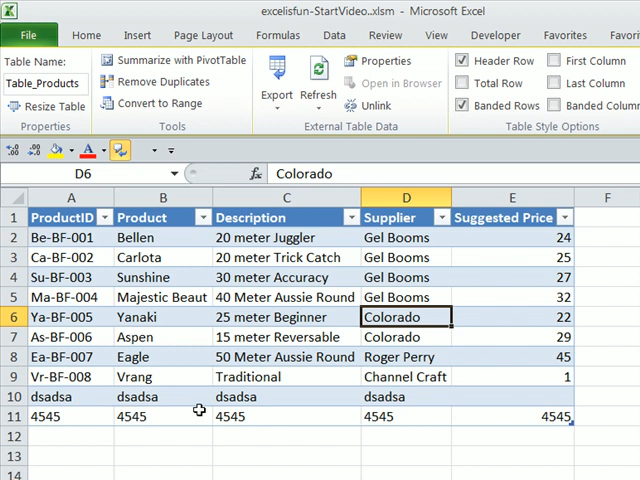 excelisfun-StartVideo...xlsm - Microsoft Excel
File Home Insert Page Layout Formulas Data Review View Developer Add-Ins
Table Name:
Table_Products
Resize Table
Properties
Summarize with PivotTable
Remove Duplicates
Convert to Range
Tools
Export Refresh
Properties
Open in Browser
Unlink
External Table Data
Header Row First Column
Total Row Last Column
Banded Rows Banded Column
Table Style Options
D6 fx Colorado
A B C D E F
1 ProductID Product Description Supplier Suggested Price
2 Be-BF-001 Bellen 20 meter Juggler Gel Booms 24
3 Ca-BF-002 Carlota 20 meter Trick Catch Gel Booms 25
4 Su-BF-003 Sunshine 30 meter Accuracy Gel Booms 27
5 Ma-BF-004 Majestic Beaut 40 Meter Aussie Round Gel Booms 32
6 Ya-BF-005 Yanaki 25 meter Beginner Colorado 22
7 As-BF-006 Aspen 15 meter Reversable Colorado 29
8 Ea-BF-007 Eagle 50 Meter Aussie Round Roger Perry 45
9 Vr-BF-008 Vrang Traditional Channel Craft 1
10 dsadsa dsadsa dsadsa dsadsa
11 4545 4545 4545 4545 4545
12
13
14